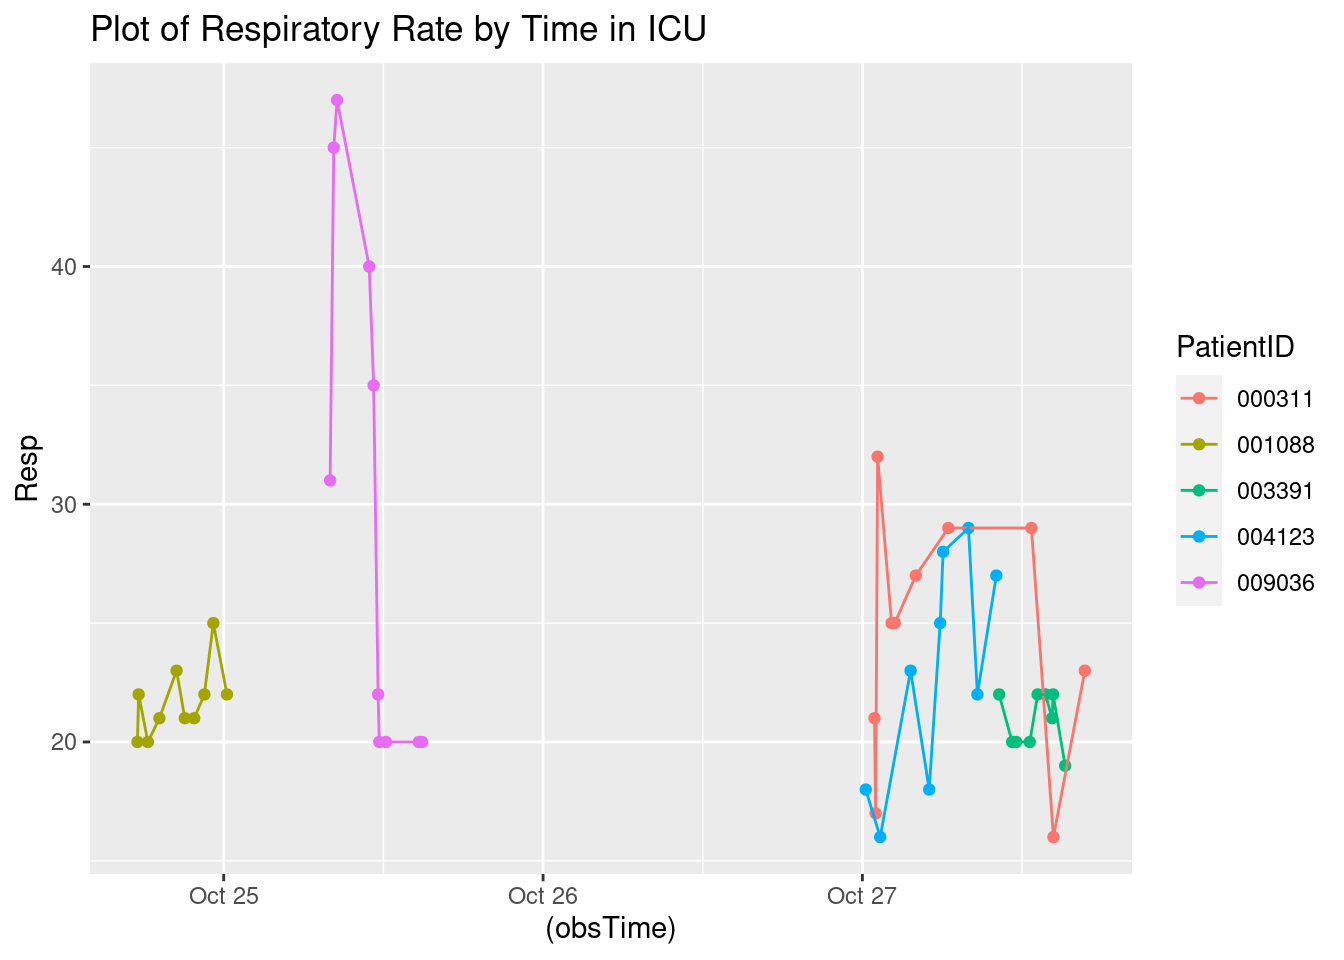 Plot of Respiratory Rate by Time in ICU
40
30
20
Resp
Oct 25
Oct 26
Oct 27
(obsTime)
PatientID
000311
001088
003391
004123
009036